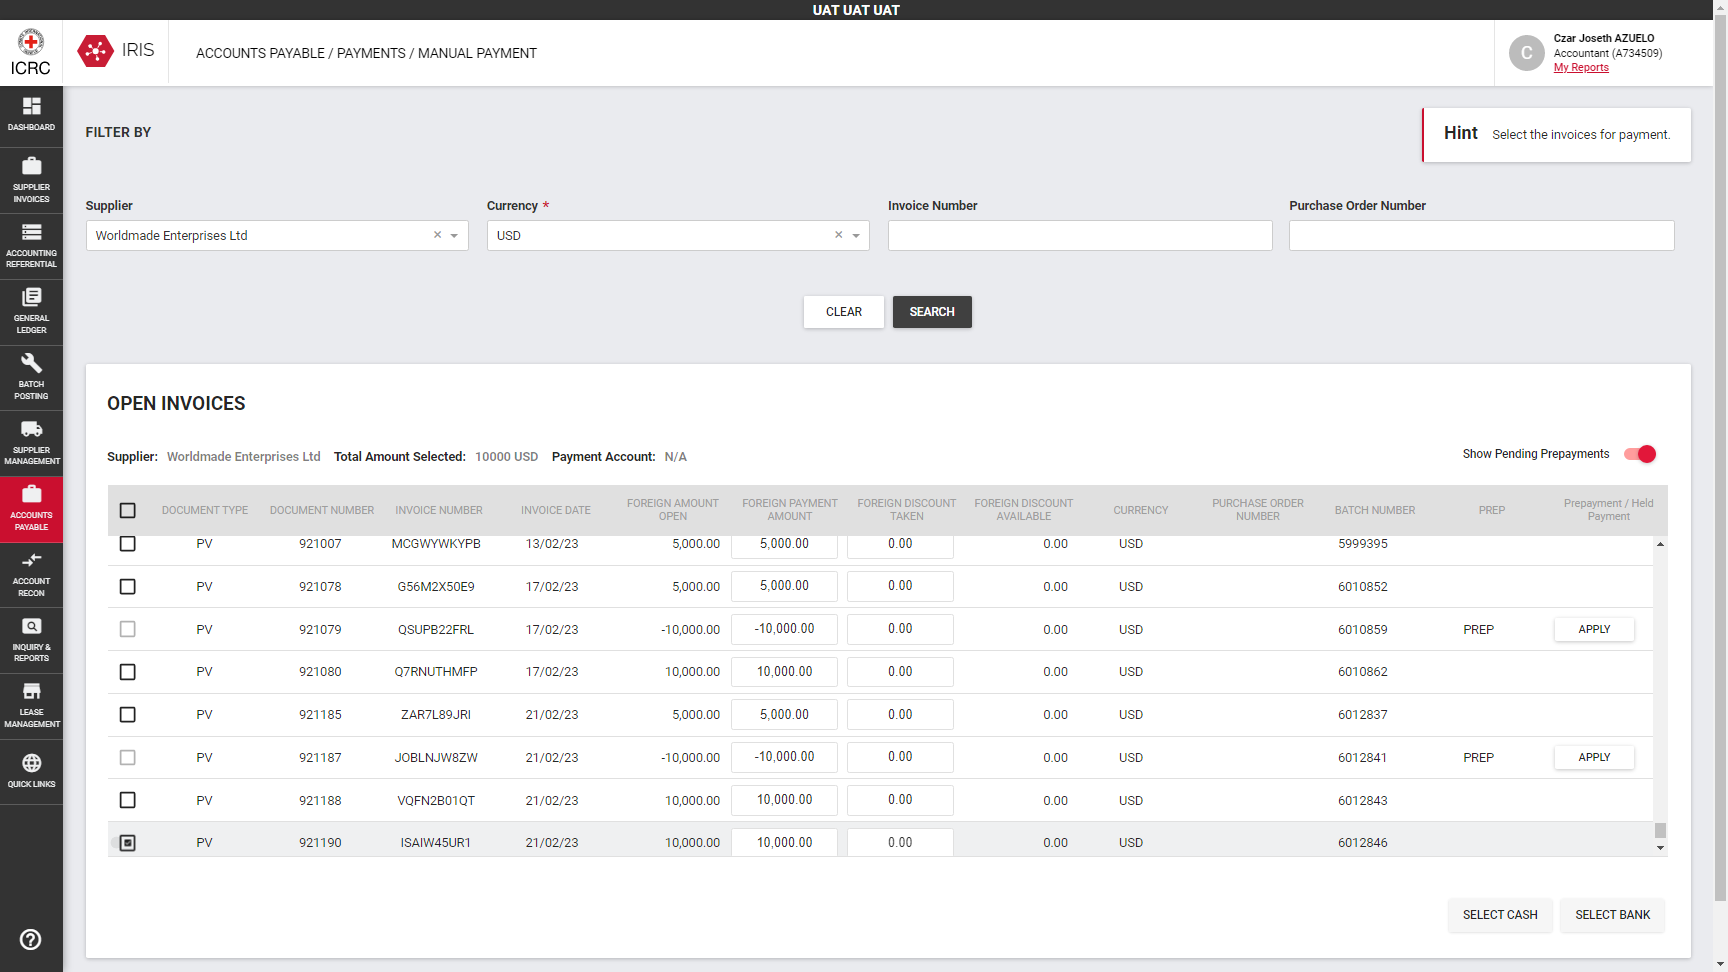 UAT UAT UAT
ICRC
IRIS
ACCOUNTS PAYABLE / PAYMENTS / MANUAL PAYMENT
C
Czar Joseth AZUELO
Accountant (A734509)
My Reports
DASHBOARD
SUPPLIER
INVOICES
ACCOUNTING
REFERENTIAL
GENERAL
LEDGER
BATCH
POSTING
SUPPLIER
MANAGEMENT
ACCOUNTS
PAYABLE
ACCOUNT
RECON
INQUIRY &
REPORTS
LEASE
MANAGEMENT
QUICK LINKS
FILTER BY
Hint Select the invoices for payment.
Supplier Currency * Invoice Number Purchase Order Number
Worldmade Enterprises Ltd × USD ×
CLEAR SEARCH
OPEN INVOICES
Supplier: Worldmade Enterprises Ltd Total Amount Selected: 10000 USD Payment Account: N/A
Show Pending Prepayments
DOCUMENT TYPE DOCUMENT NUMBER INVOICE NUMBER INVOICE DATE FOREIGN AMOUNT OPEN FOREIGN PAYMENT AMOUNT FOREIGN DISCOUNT TAKEN FOREIGN DISCOUNT AVAILABLE CURRENCY PURCHASE ORDER NUMBER BATCH NUMBER PREP Prepayment / Held Payment
PV 921007 MCGWYWKYPB 13/02/23 5,000.00 5,000.00 0.00 0.00 USD 5999395
PV 921078 G56M2X50E9 17/02/23 5,000.00 5,000.00 0.00 0.00 USD 6010852
PV 921079 QSUPB22FRL 17/02/23 -10,000.00 -10,000.00 0.00 0.00 USD 6010859 PREP APPLY
PV 921080 Q7RNUTHMFP 17/02/23 10,000.00 10,000.00 0.00 0.00 USD 6010862
PV 921185 ZAR7L89JRI 21/02/23 5,000.00 5,000.00 0.00 0.00 USD 6012837
PV 921187 JOBLNJW8ZW 21/02/23 -10,000.00 -10,000.00 0.00 0.00 USD 6012841 PREP APPLY
PV 921188 VQFN2B01QT 21/02/23 10,000.00 10,000.00 0.00 0.00 USD 6012843
PV 921190 ISAIW45UR1 21/02/23 10,000.00 10,000.00 0.00 0.00 USD 6012846
SELECT CASH SELECT BANK